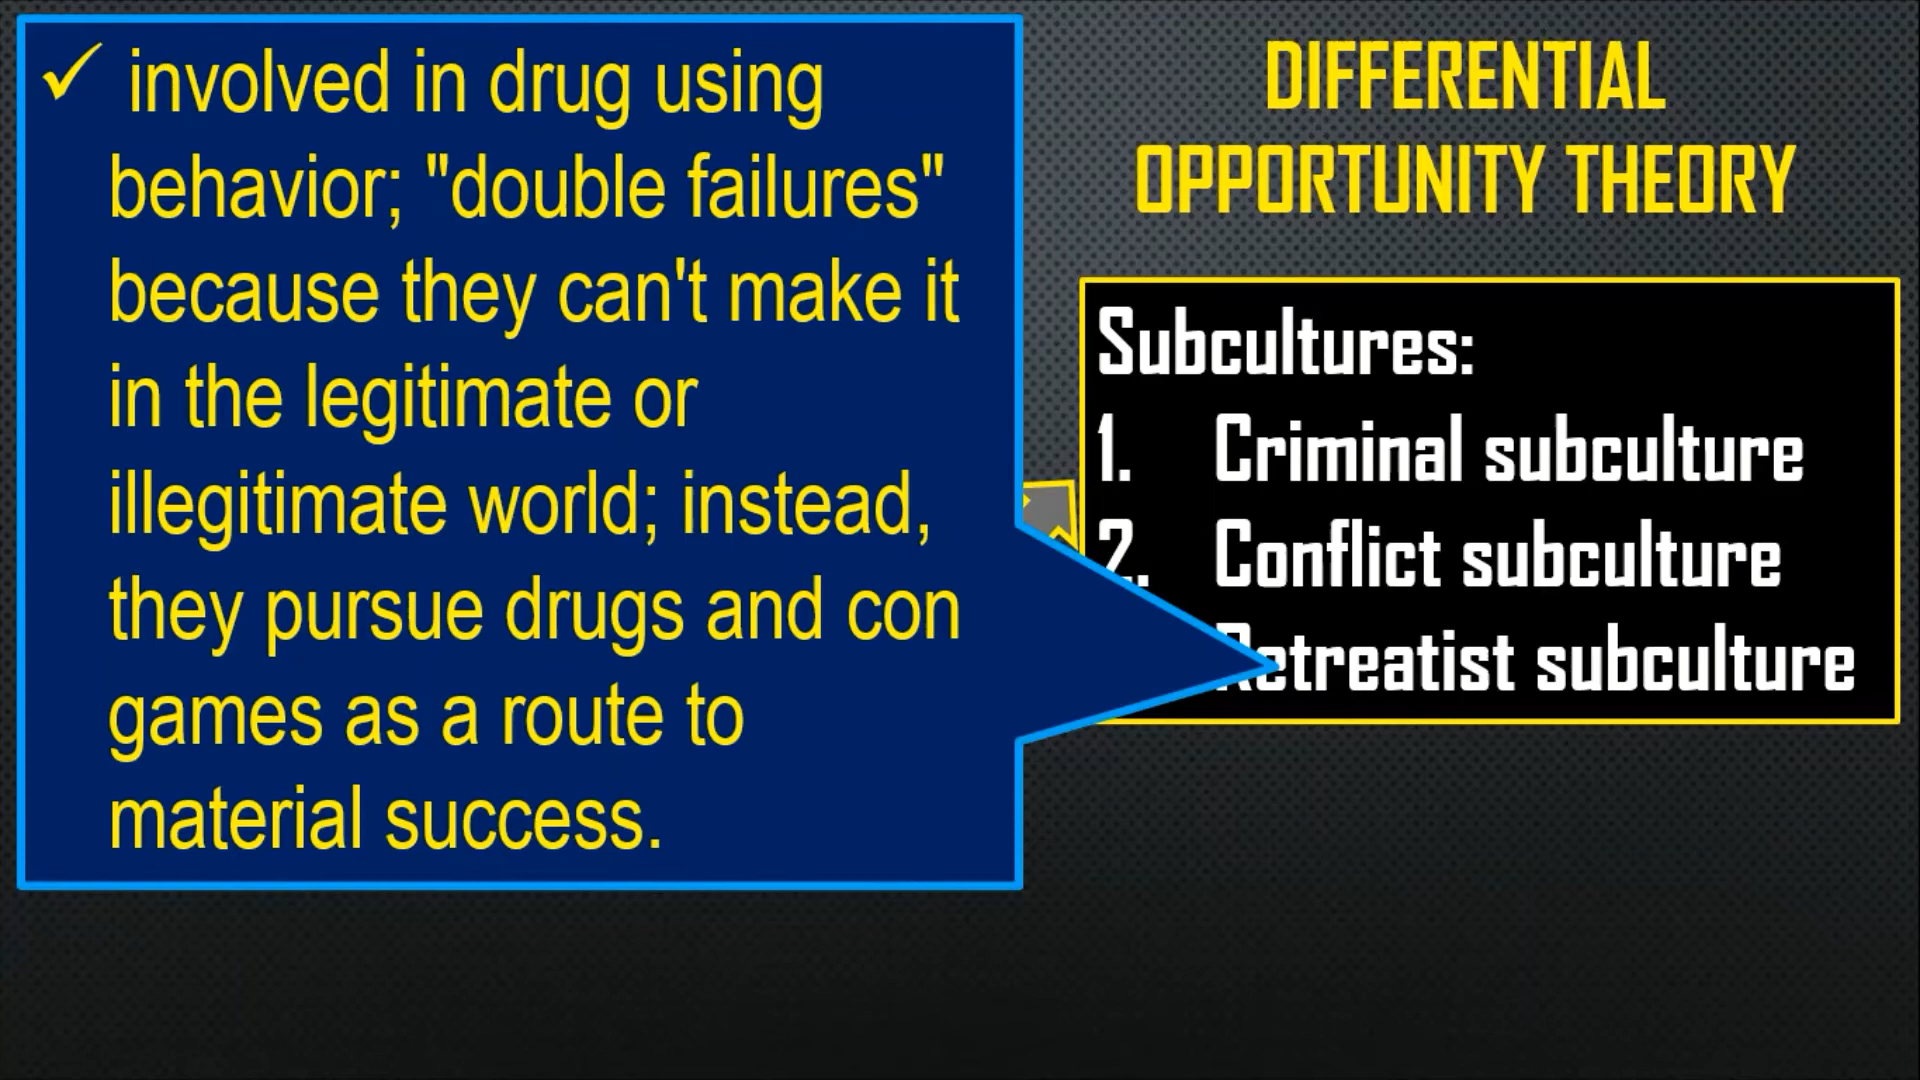 ✓ involved in drug using
behavior; "double failures"
because they can't make it
in the legitimate or
illegitimate world; instead,
they pursue drugs and con
games as a route to
material success.
DIFFERENTIAL
OPPORTUNITY THEORY
Subcultures:
1. Criminal subculture
2. Conflict subculture
Retreatist subculture